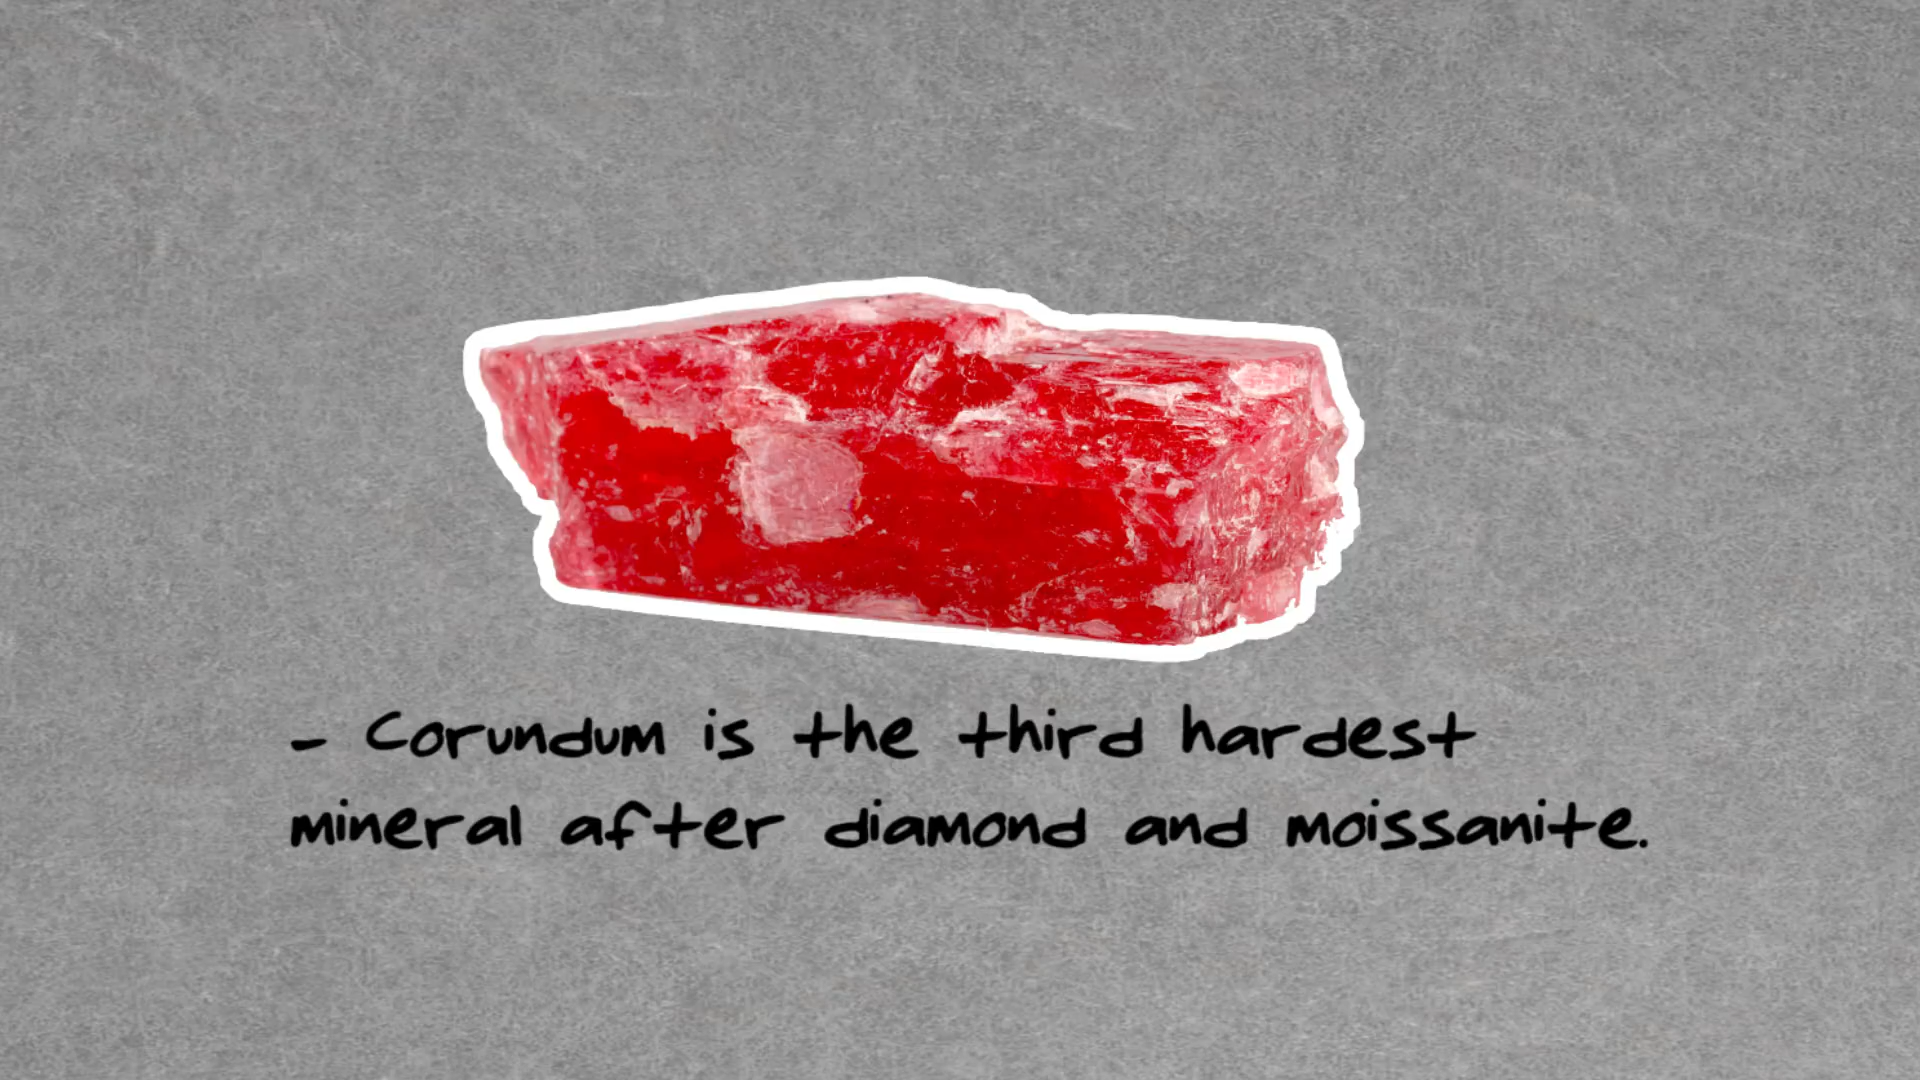 - Corundum is the third hardest
mineral after diamond and moissanite.